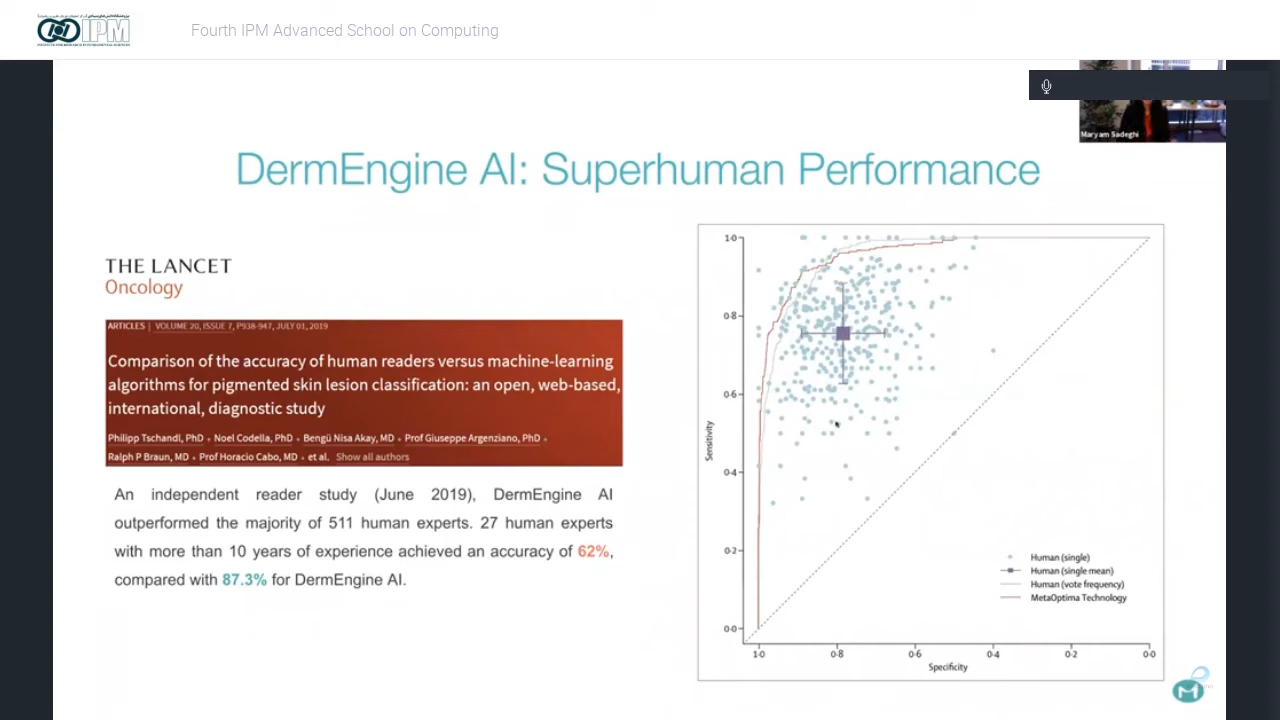 IPM
INSTITUTE FOR RESEARCH IN FUNDAMENTAL SCIENCES
Fourth IPM Advanced School on Computing
Maryam Sadeghi
DermEngine AI: Superhuman Performance
THE LANCET
Oncology
ARTICLES | VOLUME 20, ISSUE 7, P938-947, JULY 01, 2019
Comparison of the accuracy of human readers versus machine-learning
algorithms for pigmented skin lesion classification: an open, web-based,
international, diagnostic study
Philipp Tschandl, PhD • Noel Codella, PhD • Bengü Nisa Akay, MD • Prof Giuseppe Argenziano, PhD •
Ralph P Braun, MD • Prof Horacio Cabo, MD • et al. Show all authors
An independent reader study (June 2019), DermEngine AI
outperformed the majority of 511 human experts. 27 human experts
with more than 10 years of experience achieved an accuracy of 62%,
compared with 87.3% for DermEngine AI.
1·0
0·8
0·6
0·4
0·2
0·0
Sensitivity
Human (single)
Human (single mean)
Human (vote frequency)
MetaOptima Technology
1·0 0·8 0·6 0·4 0·2 0·0
Specificity
M